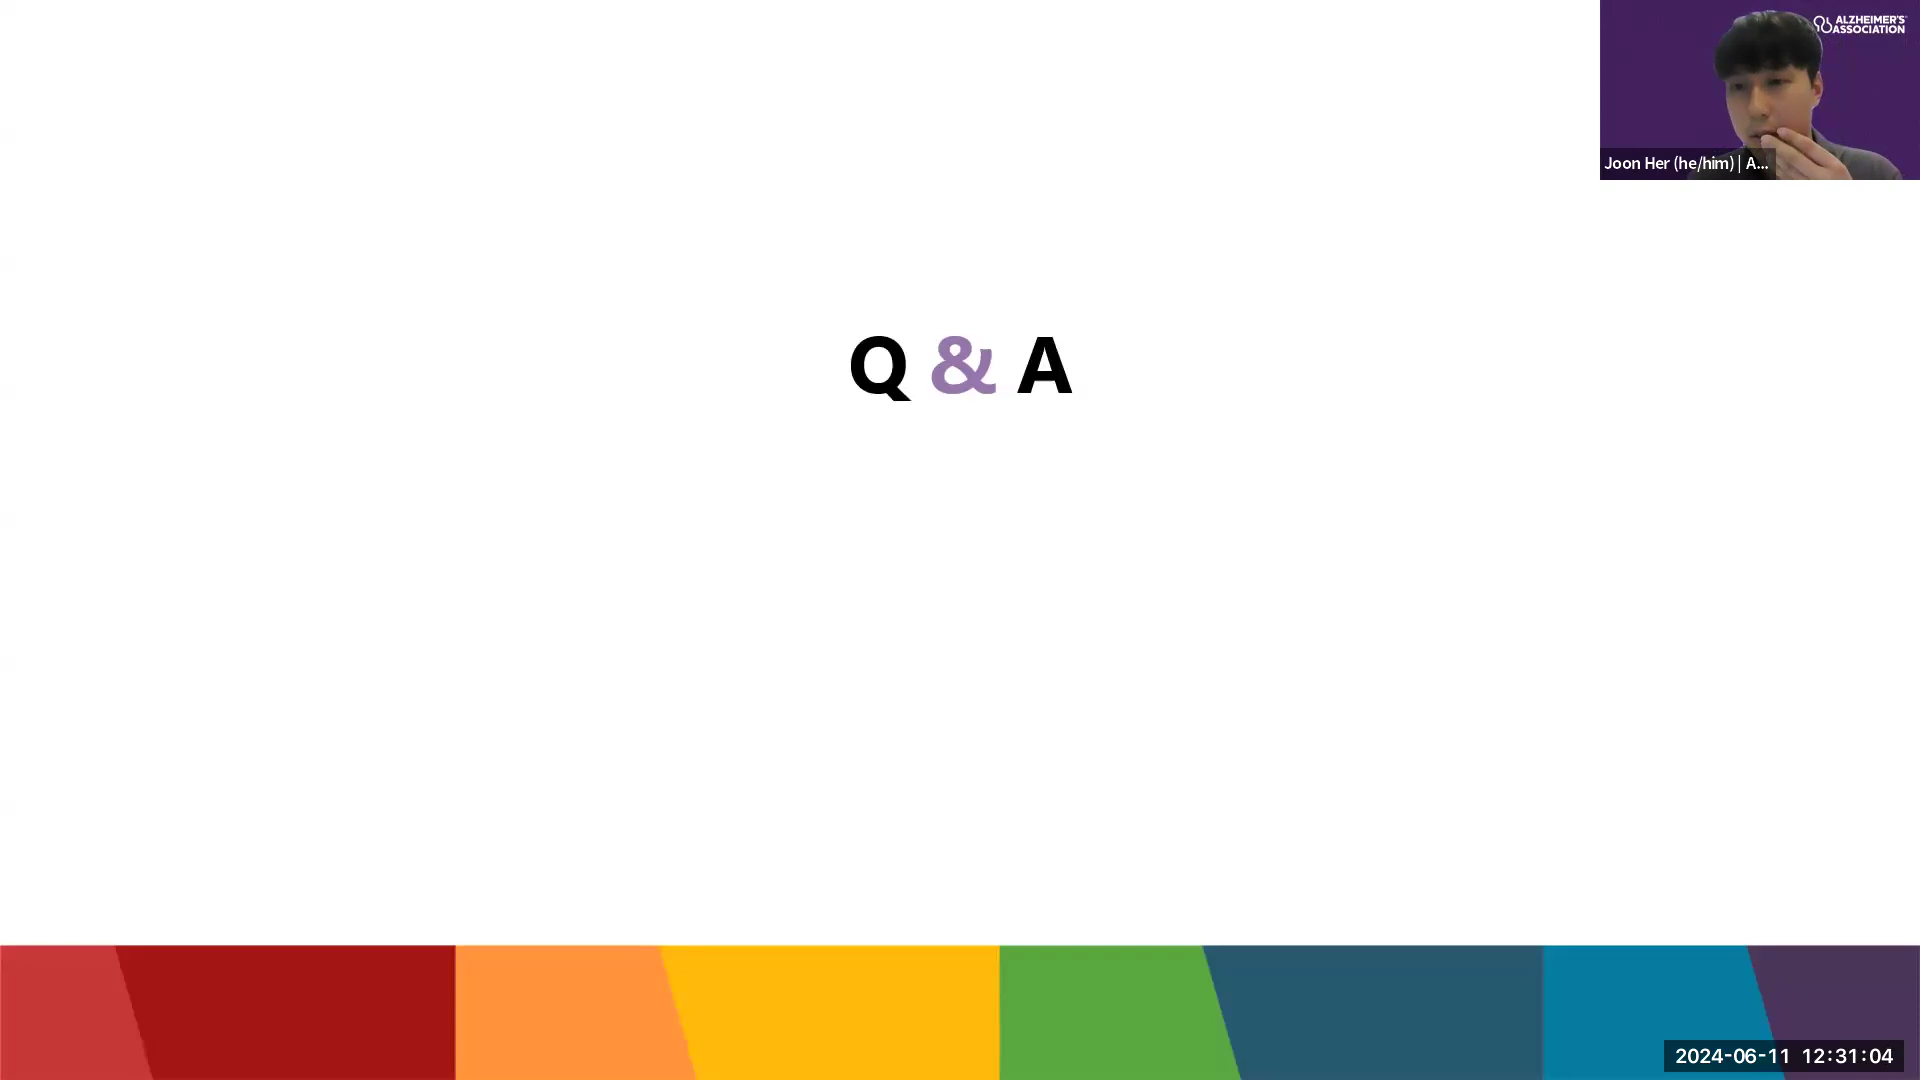 ALZHEIMER'S
ASSOCIATION
Joon Her (he/him) | A...
Q & A
2024-06-11 12:31:04